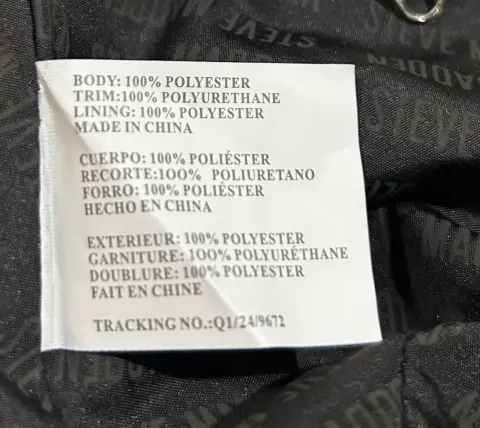 STEVE
MADDEN
STEVE
BODY: 100% POLYESTER
TRIM:100% POLYURETHANE
LINING: 100% POLYESTER
MADE IN CHINA
CUERPO: 100% POLIÉSTER
RECORTE:100% POLIURETANO
FORRO: 100% POLIÉSTER
HECHO EN CHINA
EXTERIEUR: 100% POLYESTER
GARNITURE: 100% POLYURÉTHANE
DOUBLURE: 100% POLYESTER
FAIT EN CHINE
TRACKING NO.:Q1/24/9672